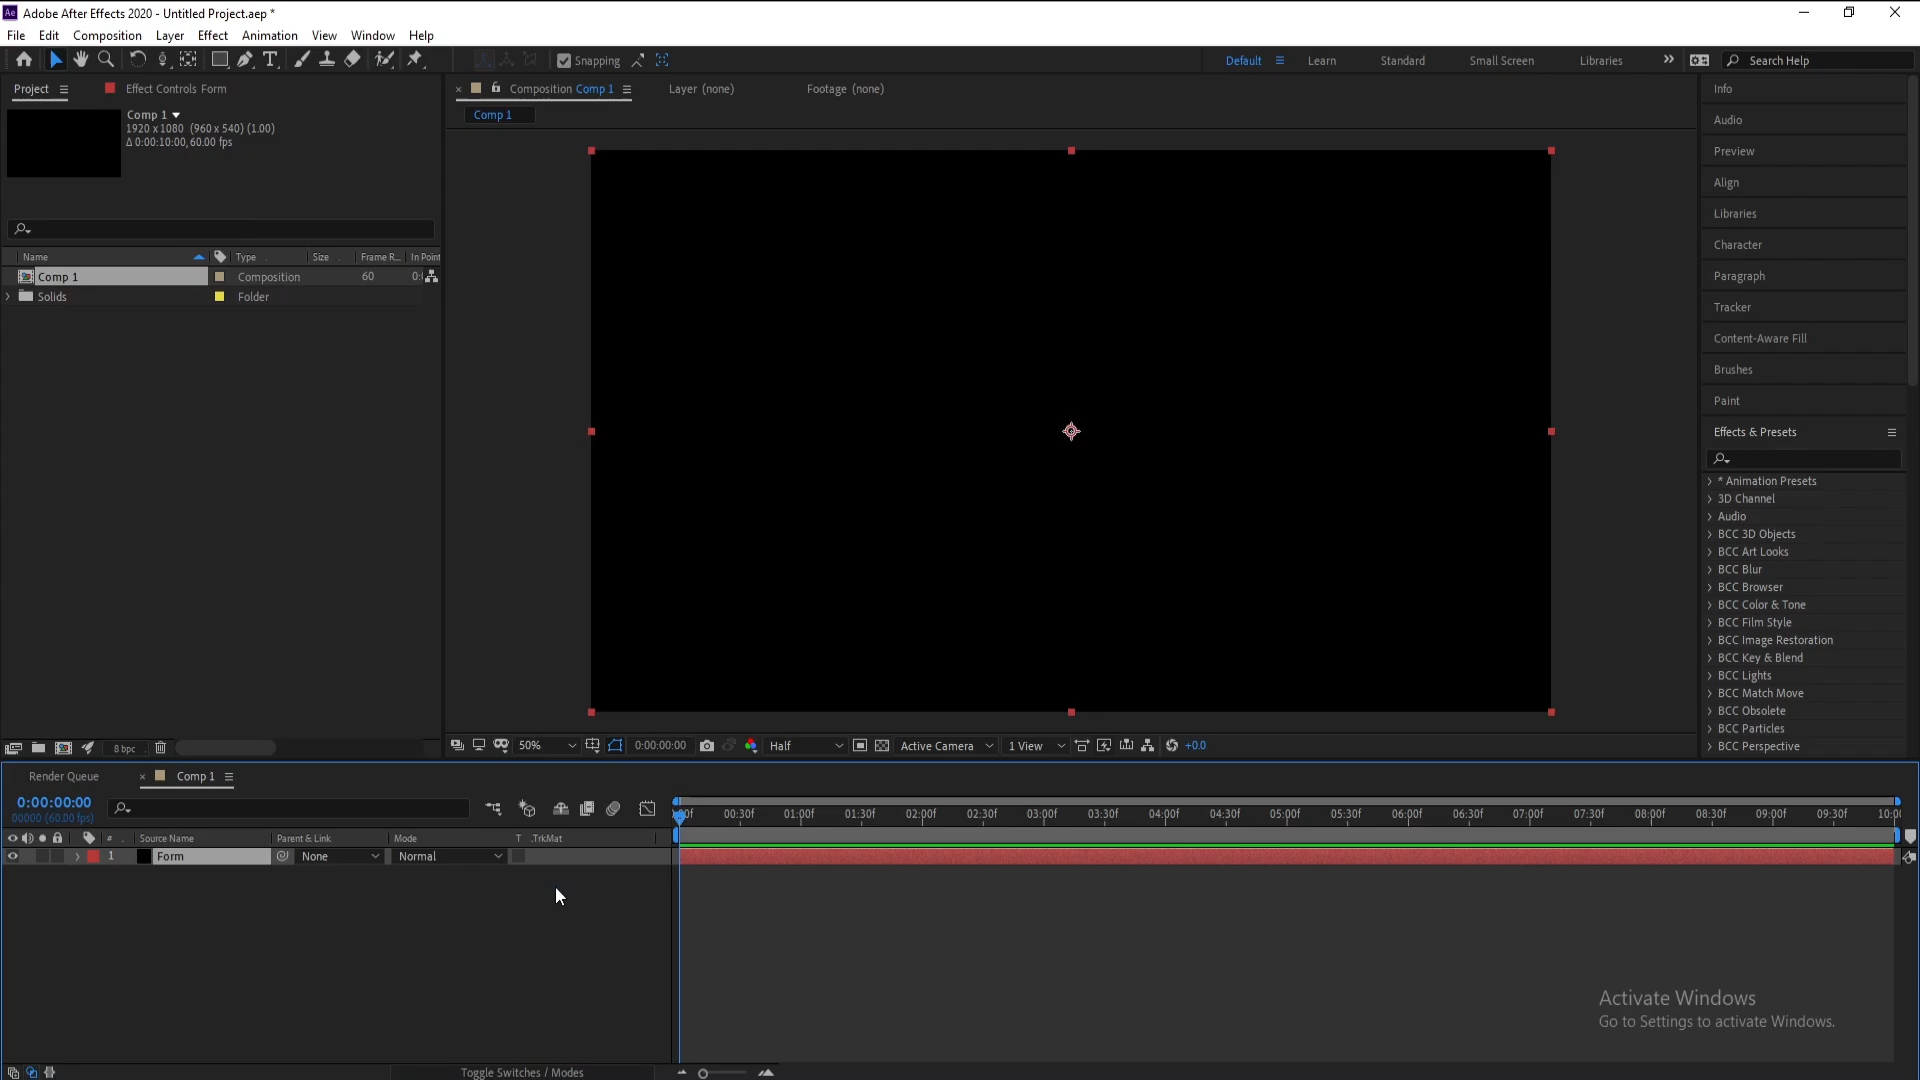 Adobe After Effects 2020 - Untitled Project.aep *
File Edit Composition Layer Effect Animation View Window Help
Snapping
Default Learn Standard Small Screen Libraries Search Help
Project Effect Controls Form
Composition Comp 1 Layer (none) Footage (none)
Comp 1
Comp 1
1920 x 1080 (960 x 540) (1.00)
Δ 0:00:10:00, 60.00 fps
Name Type Size Frame R... In Point
Comp 1 Composition 60 0:
Solids Folder
8 bpc
50% 0:00:00:00 Half Active Camera 1 View +0.0
Info
Audio
Preview
Align
Libraries
Character
Paragraph
Tracker
Content-Aware Fill
Brushes
Paint
Effects & Presets
* Animation Presets
3D Channel
Audio
BCC 3D Objects
BCC Art Looks
BCC Blur
BCC Browser
BCC Color & Tone
BCC Film Style
BCC Image Restoration
BCC Key & Blend
BCC Lights
BCC Match Move
BCC Obsolete
BCC Particles
BCC Perspective
Render Queue Comp 1
0:00:00:00
00000 (60.00 fps)
00f 00:30f 01:00f 01:30f 02:00f 02:30f 03:00f 03:30f 04:00f 04:30f 05:00f 05:30f 06:00f 06:30f 07:00f 07:30f 08:00f 08:30f 09:00f 09:30f 10:00
# Source Name Parent & Link Mode T .TrkMat
1 Form None Normal
Toggle Switches / Modes
Activate Windows
Go to Settings to activate Windows.